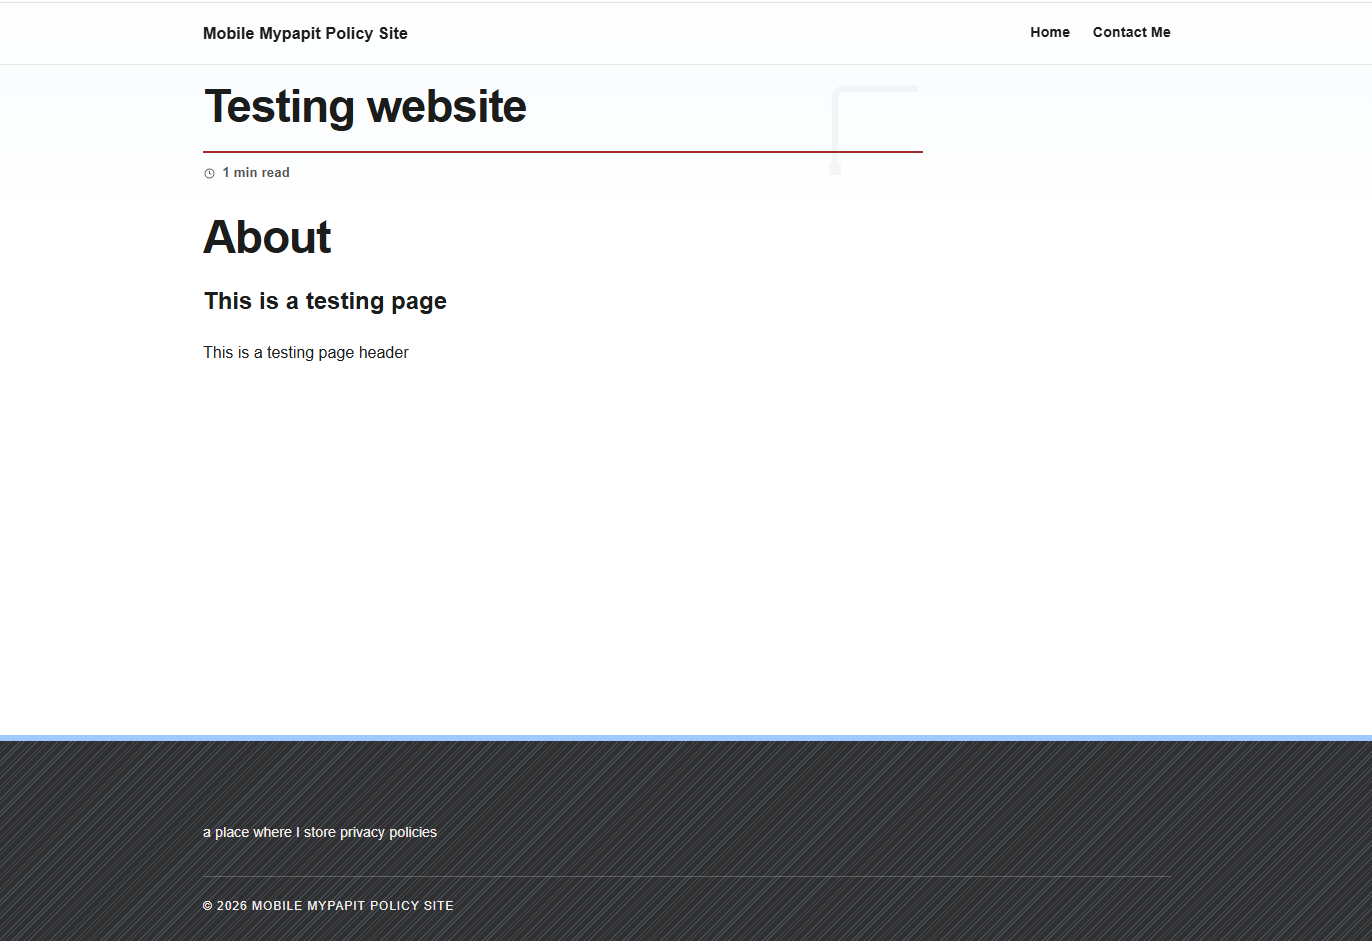 Mobile Mypapit Policy Site
Home
Contact Me
Testing website
1 min read
About
This is a testing page
This is a testing page header
a place where I store privacy policies
© 2026 MOBILE MYPAPIT POLICY SITE